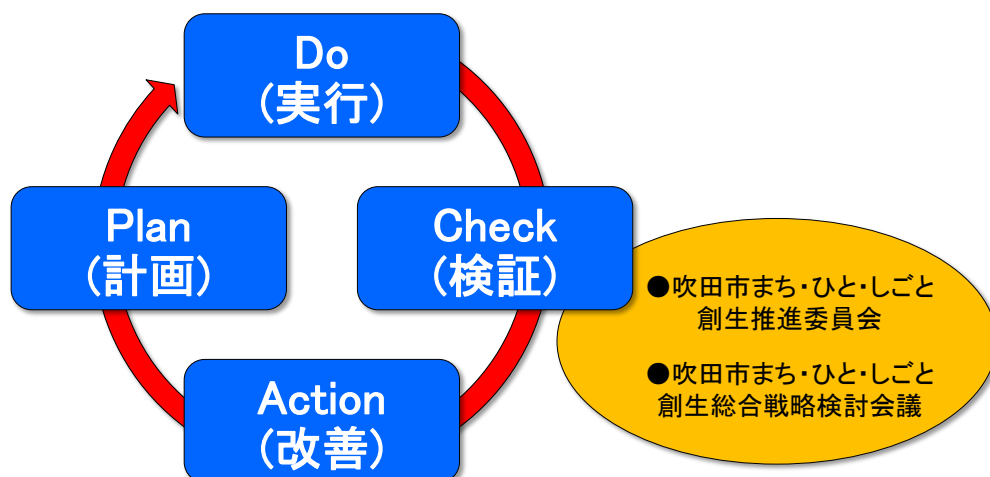 Do
(実行)
Plan
(計画)
Check
(検証)
●吹田市まち・ひと・しごと
創生推進委員会
●吹田市まち・ひと・しごと
創生総合戦略検討会議
Action
(改善)